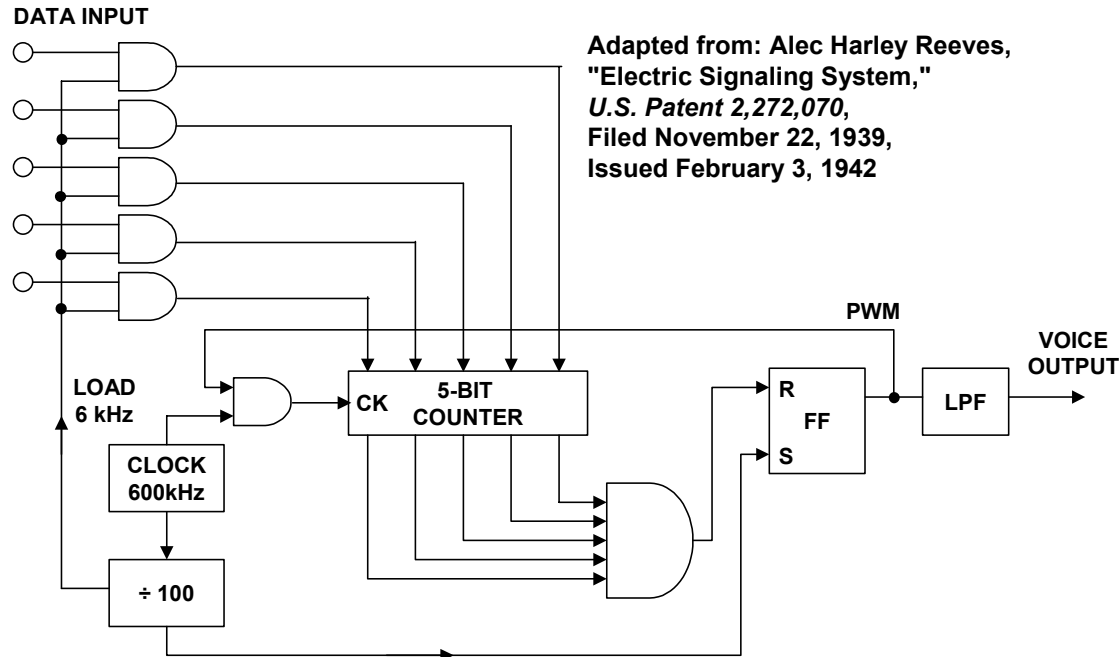 DATA INPUT
Adapted from: Alec Harley Reeves,
"Electric Signaling System,"
U.S. Patent 2,272,070,
Filed November 22, 1939,
Issued February 3, 1942
PWM
VOICE
OUTPUT
LOAD
6 kHz
CK
5-BIT
COUNTER
R
FF
S
LPF
CLOCK
600kHz
÷ 100